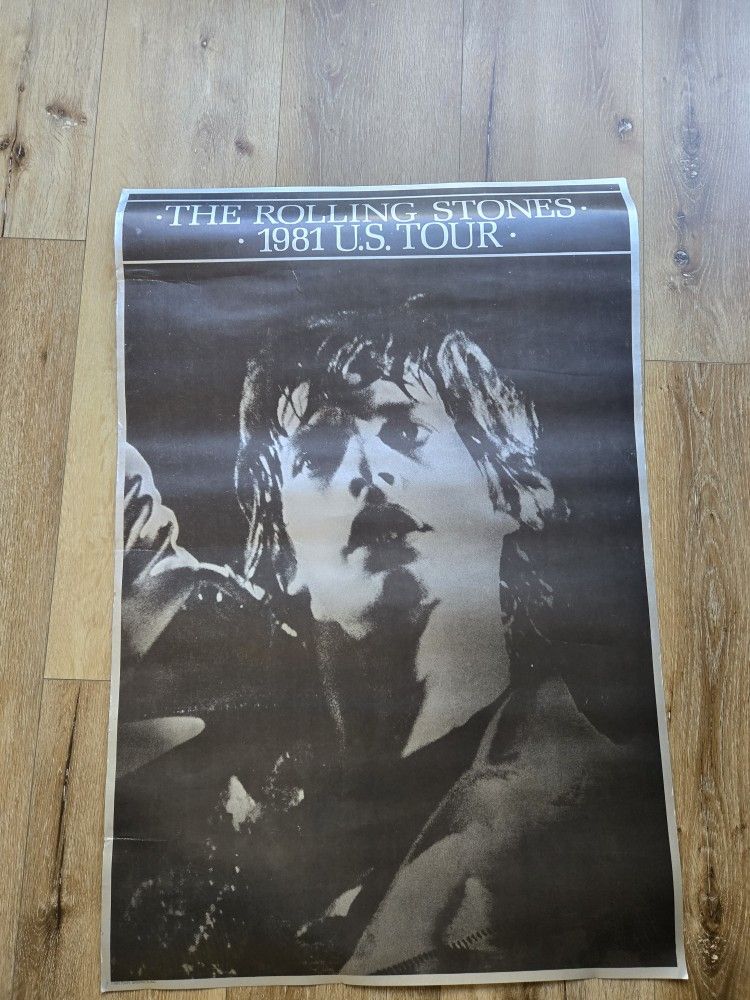 ·THE ROLLING STONES·
·1981 U.S. TOUR·